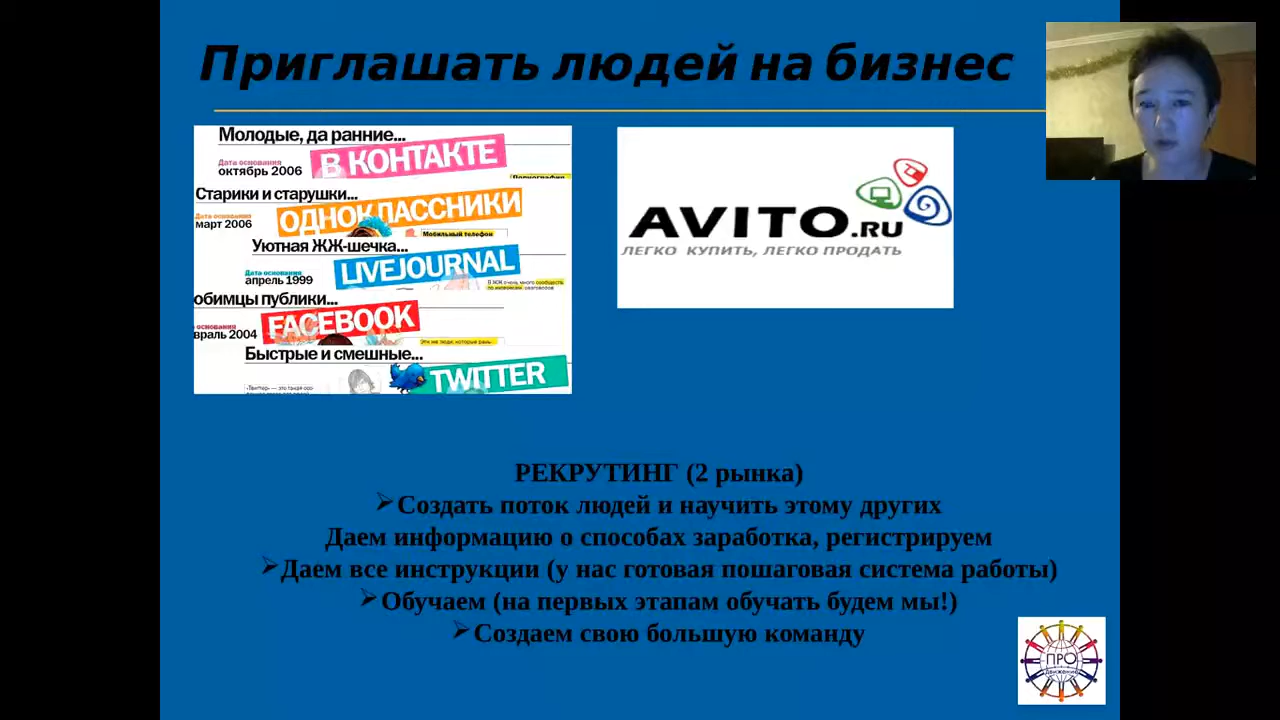 Приглашать людей на бизнес
Молодые, да ранние...
Дата основания
октябрь 2006
В КОНТАКТЕ
Старики и старушки...
Дата основания
март 2006
ОДНОКЛАССНИКИ
Мобильный телефон
Уютная ЖЖ-шечка...
Дата основания
апрель 1999
LIVEJOURNAL
обимцы публики...
основания
враль 2004
FACEBOOK
Быстрые и смешные...
TWITTER
AVITO.RU
ЛЕГКО КУПИТЬ, ЛЕГКО ПРОДАТЬ
РЕКРУТИНГ (2 рынка)
Создать поток людей и научить этому других
Даем информацию о способах заработка, регистрируем
Даем все инструкции (у нас готовая пошаговая система работы)
Обучаем (на первых этапам обучать будем мы!)
Создаем свою большую команду
ПРО
движение